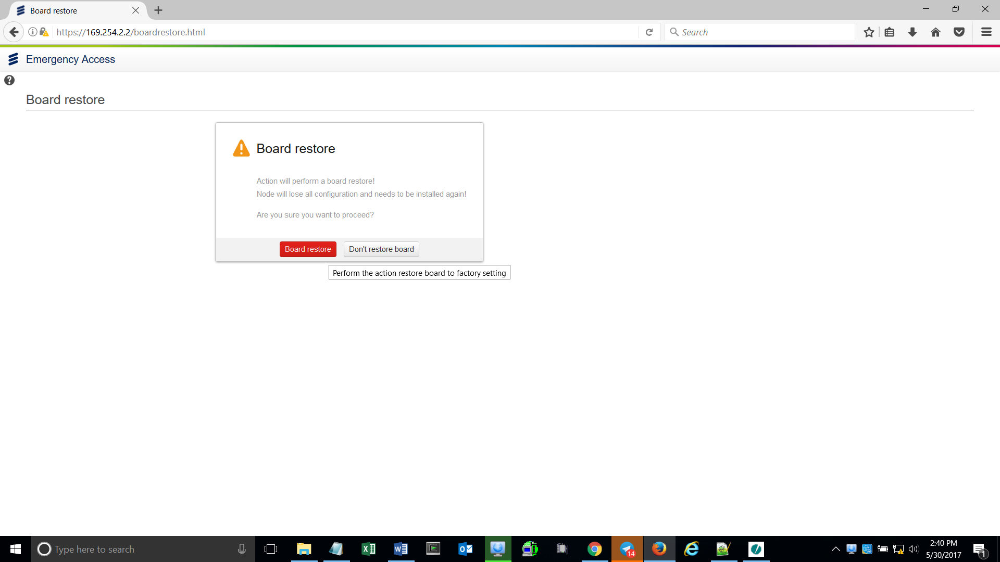 Board restore
https://169.254.2.2/boardrestore.html
Search
Emergency Access
?
Board restore
Board restore
Action will perform a board restore!
Node will lose all configuration and needs to be installed again!
Are you sure you want to proceed?
Board restore
Don't restore board
Perform the action restore board to factory setting
Type here to search
14
2:40 PM
5/30/2017
1